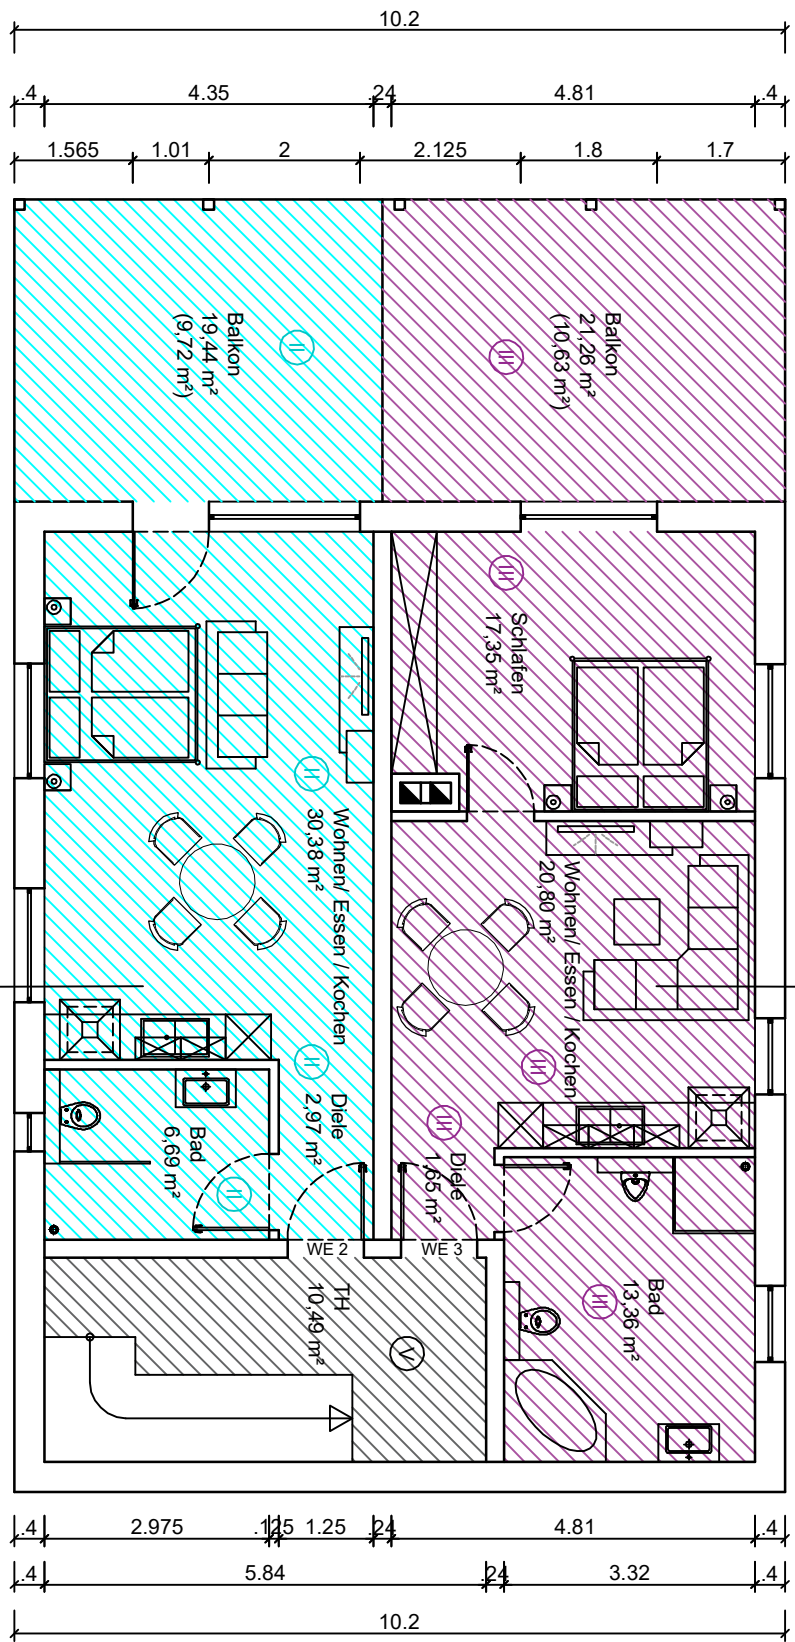 10.2
.4 4.35 .24 4.81 .4
1.565 1.01 2 2.125 1.8 1.7
Balkon
19,44 m²
(9,72 m²)
II
Balkon
21,26 m²
(10,63 m²)
III
III
Schlafen
17,35 m²
II
Wohnen/ Essen / Kochen
30,38 m²
Wohnen/ Essen / Kochen
20,80 m²
III
II
Diele
2,97 m²
III
Diele
1,65 m²
Bad
6,69 m²
II
WE 2
WE 3
TH
10,49 m²
V
Bad
13,36 m²
III
.4 2.975 .125 1.25 .24 4.81 .4
.4 5.84 .24 3.32 .4
10.2